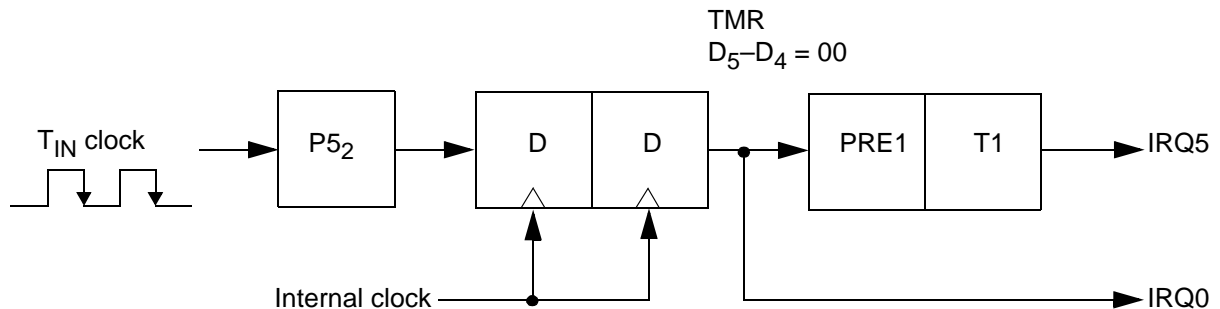 TMR
D5–D4 = 00
TIN clock
P52
D
D
PRE1
T1
IRQ5
Internal clock
IRQ0